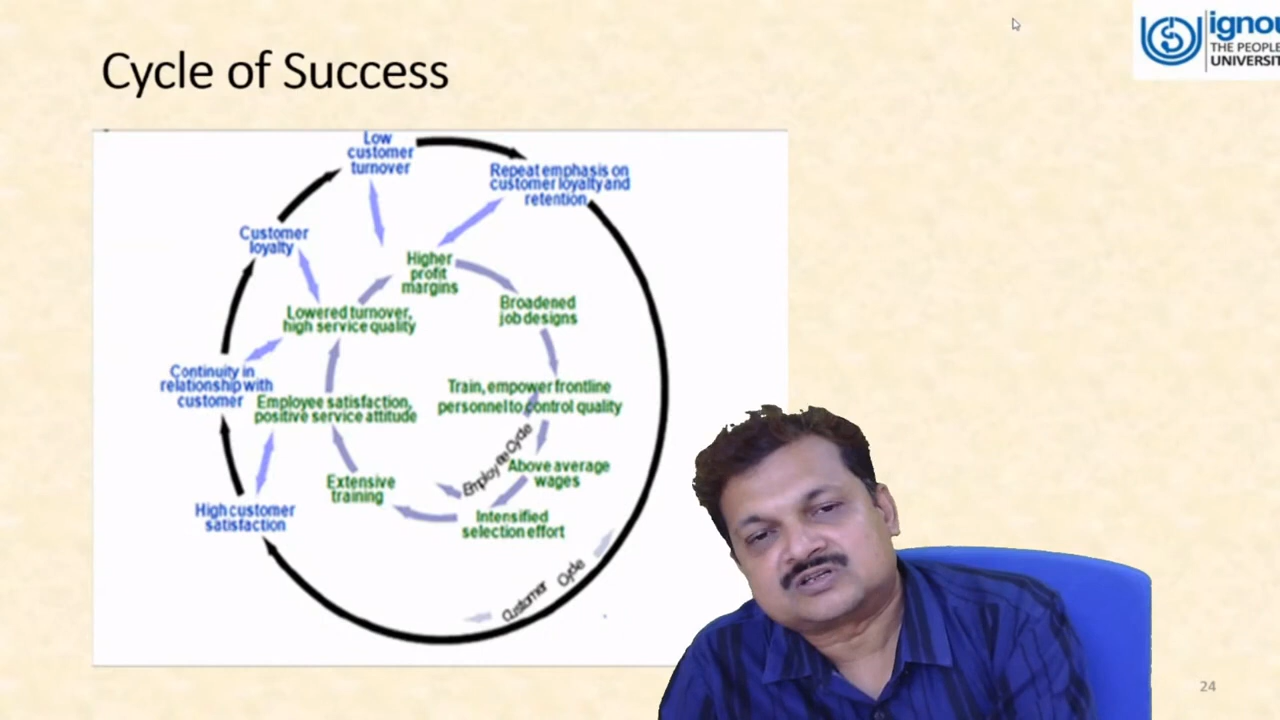 Cycle of Success
ignou
THE PEOPLE
UNIVERSIT
Low
customer
turnover
Repeat emphasis on
customer loyalty and
retention
Customer
loyalty
Higher
profit
margins
Broadened
job designs
Lowered turnover,
high service quality
Continuity in
relationship with
customer
Employee satisfaction,
positive service attitude
Train, empower frontline
personnel to control quality
Employee Cycle
Above average
wages
Extensive
training
Intensified
selection effort
High customer
satisfaction
Customer Cycle
24